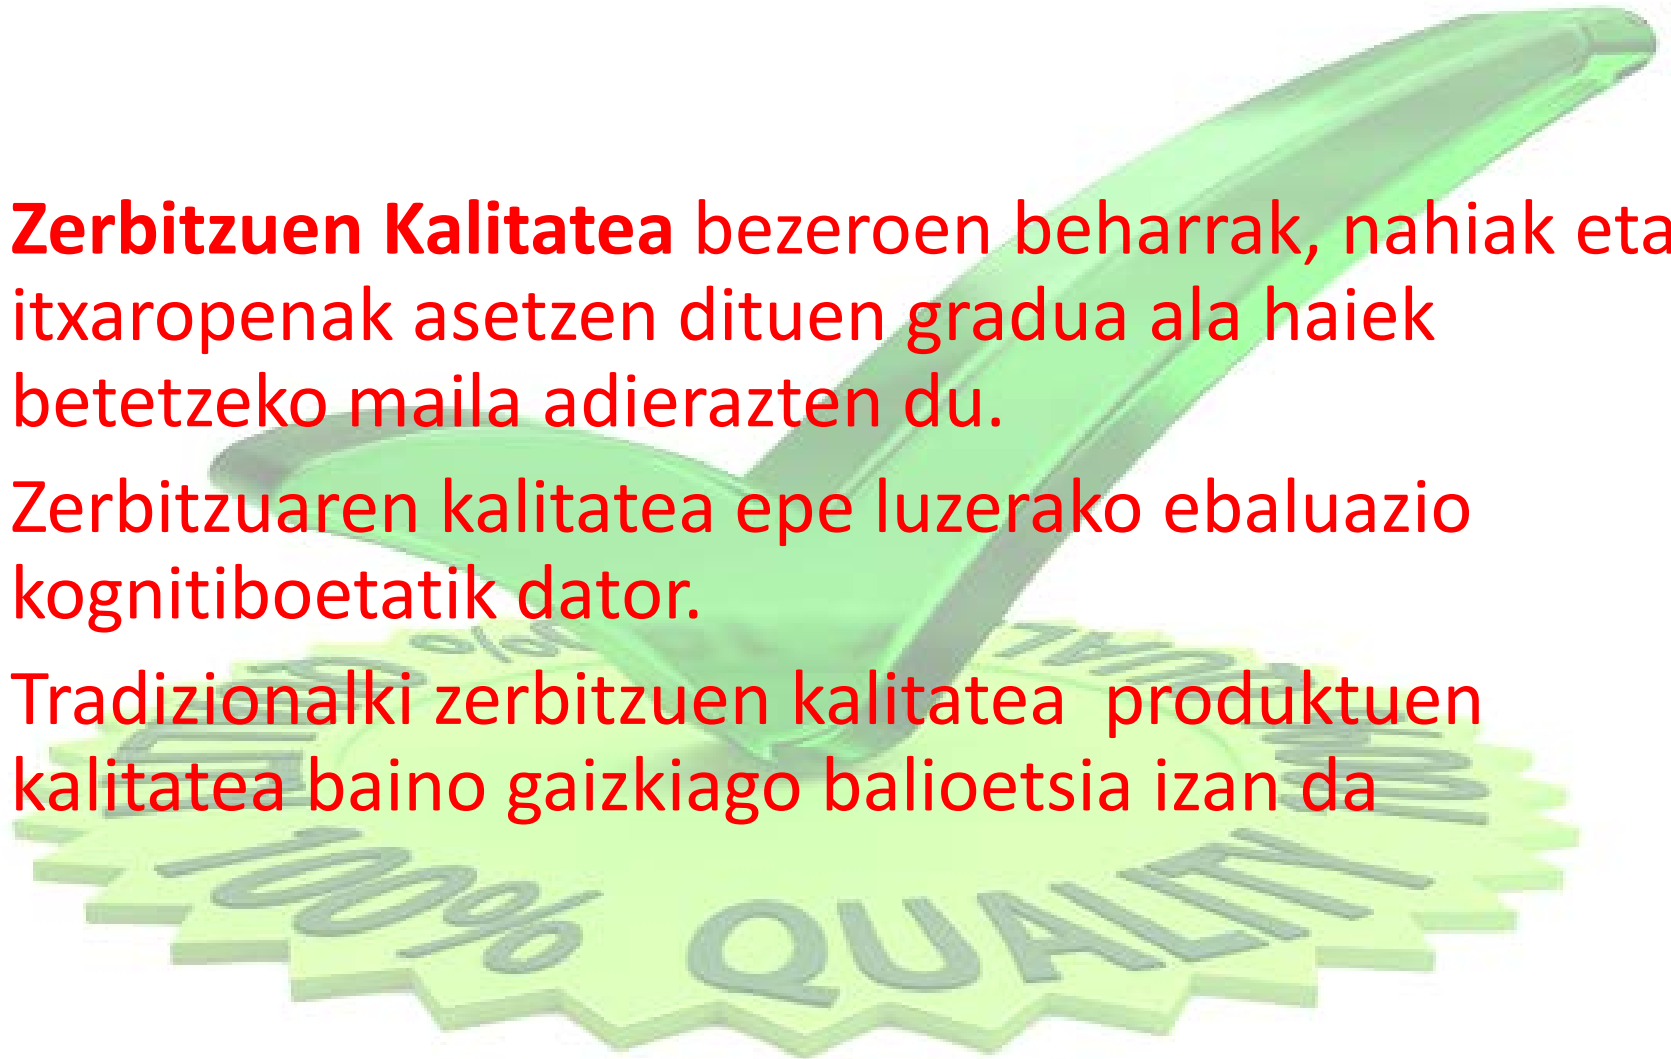 Zerbitzuen Kalitatea bezeroen beharrak, nahiak eta
itxaropenak asetzen dituen gradua ala haiek
betetzeko maila adierazten du.
Zerbitzuaren kalitatea epe luzerako ebaluazio
kognitiboetatik dator.
Tradizionalki zerbitzuen kalitatea  produktuen
kalitatea baino gaizkiago balioetsia izan da
100% QUALITY